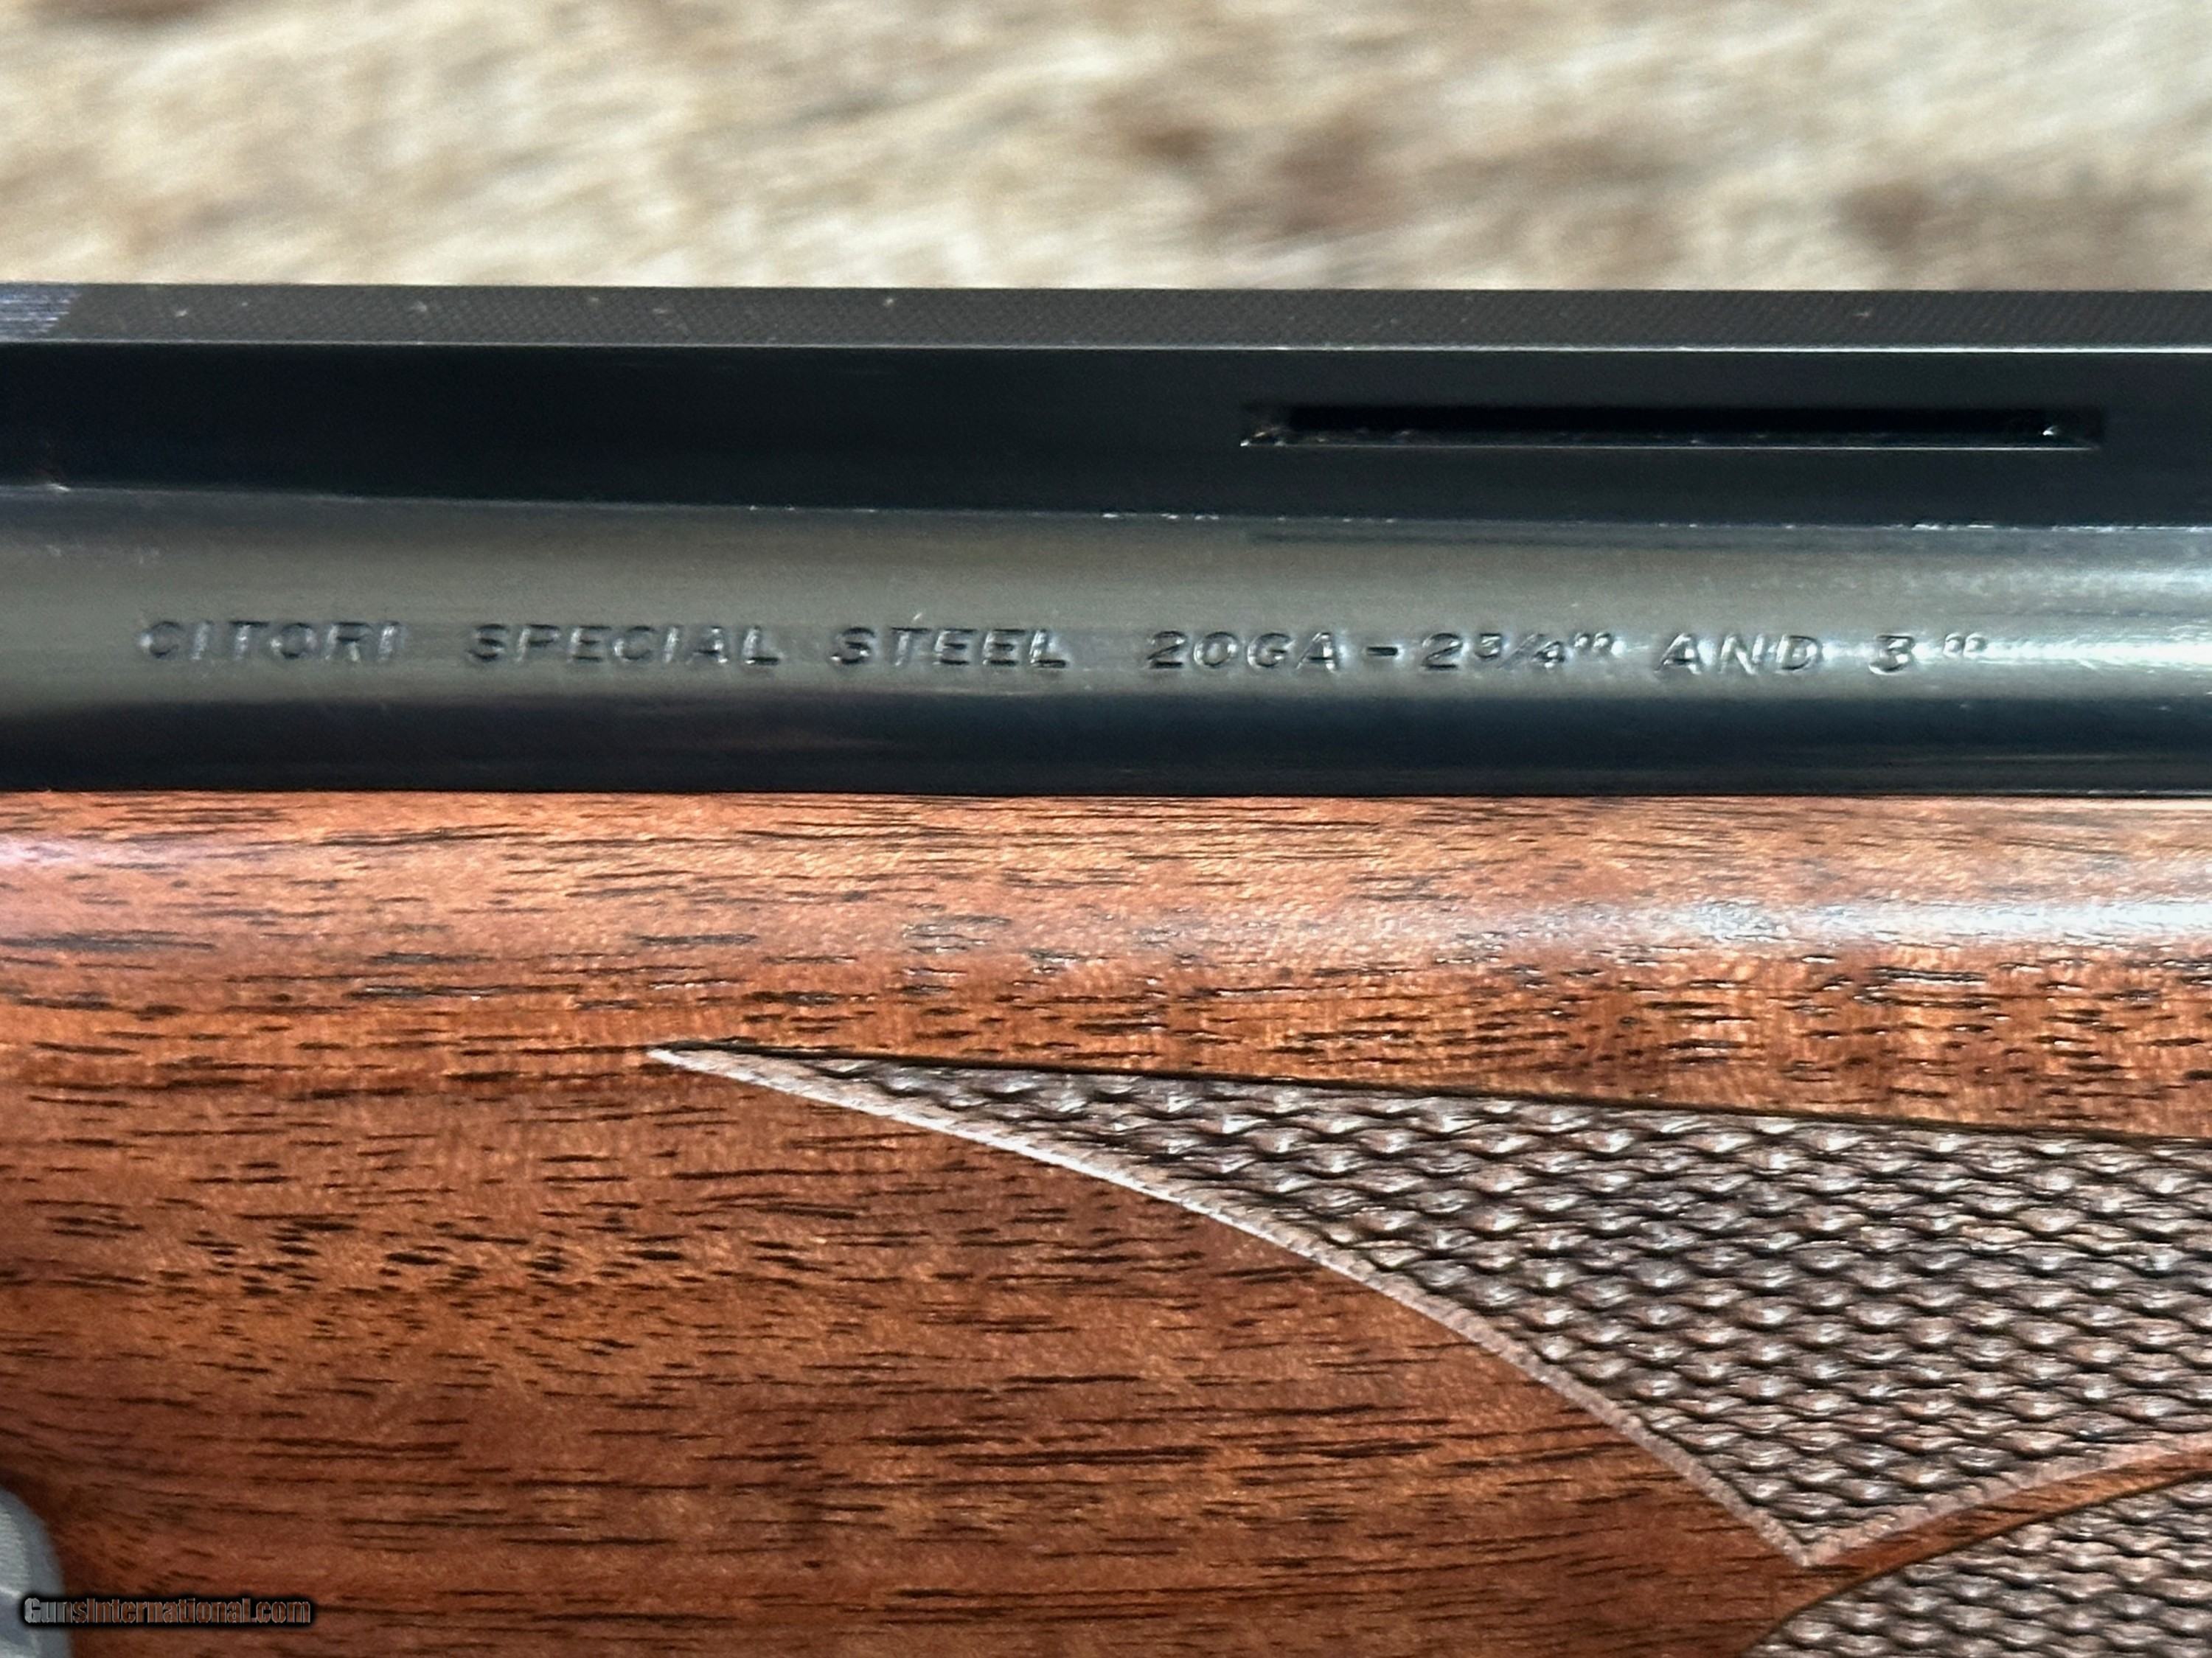 CITORI SPECIAL STEEL 20GA-2¾" AND 3"
GunsInternational.com